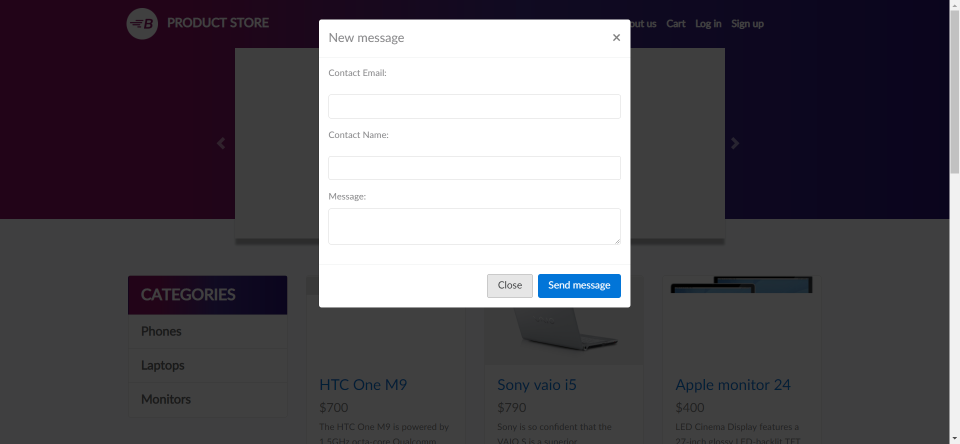 B PRODUCT STORE
out us Cart Log in Sign up
New message ×
Contact Email:
Contact Name:
Message:
Close Send message
CATEGORIES
Phones
Laptops
Monitors
HTC One M9
$700
The HTC One M9 is powered by
1.5GHz octa-core Qualcomm
Sony vaio i5
$790
Sony is so confident that the
VAIO S is a superior
Apple monitor 24
$400
LED Cinema Display features a
27-inch glossy LED-backlit TFT